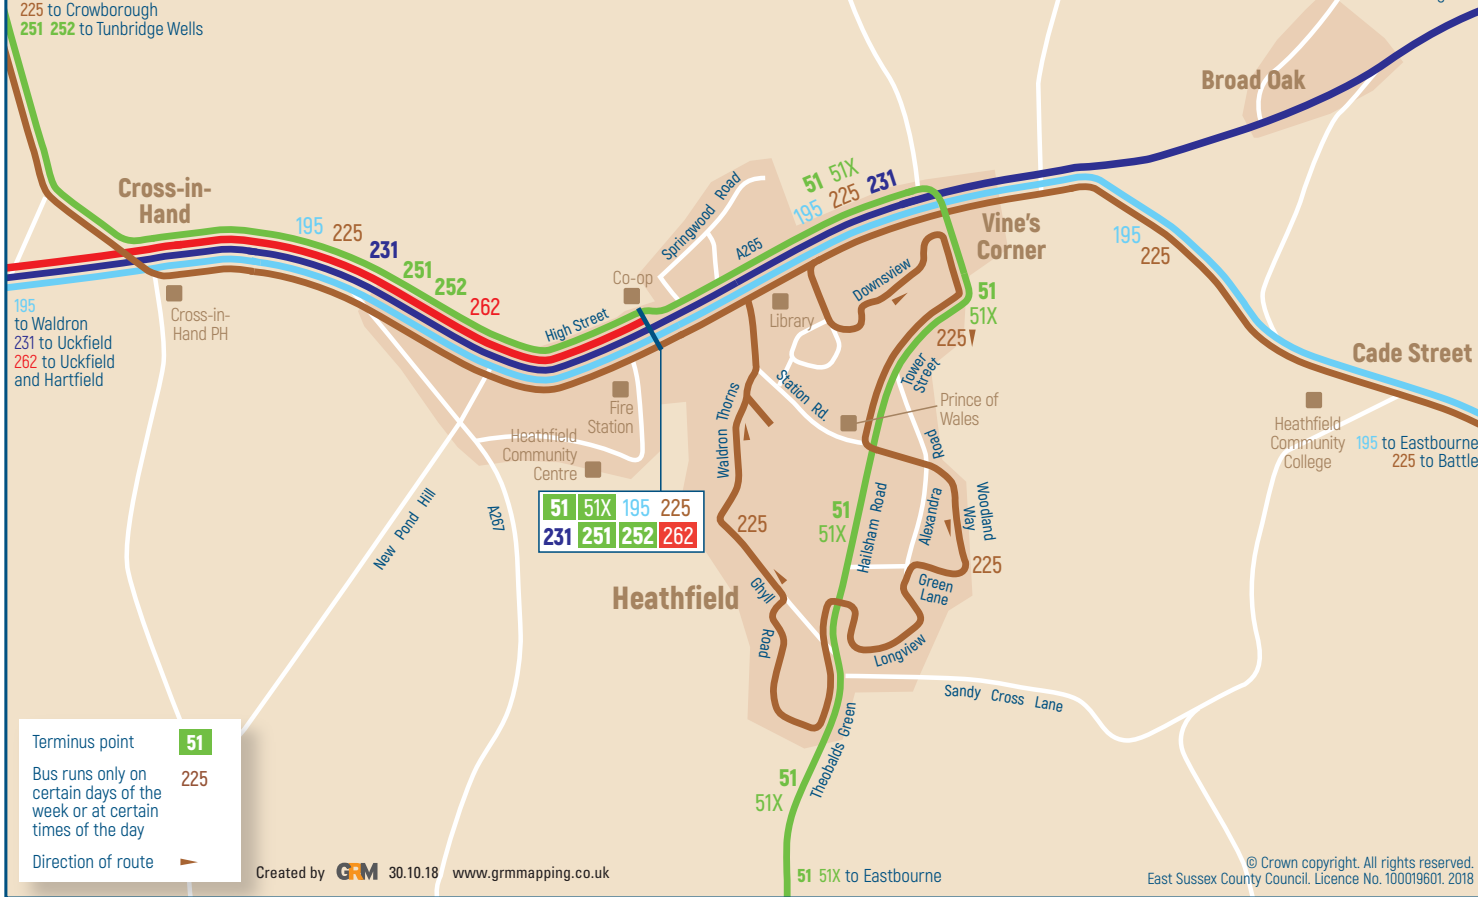 225 to Crowborough
251 252 to Tunbridge Wells
Broad Oak
Cross-in-
Hand
195
225
231
251
252
262
Springwood Road
A265
51 51X
195 225 231
Vine's
Corner
195
225
Co-op
High Street
Library
Downsview
51
51X
225
Cross-in-
Hand PH
195
to Waldron
231 to Uckfield
262 to Uckfield
and Hartfield
Cade Street
Tower
Street
Station Rd.
Prince of
Wales
Fire
Station
Waldron Thorns
Heathfield
Community
Centre
Heathfield
Community
College
195 to Eastbourne
225 to Battle
Alexandra Road
Woodland
Way
New Pond Hill
A267
51 51X 195 225
231 251 252 262
225
51
51X
Hailsham Road
225
Green
Lane
Heathfield
Ghyll Road
Longview
Sandy Cross Lane
Theobalds Green
51
51X
Terminus point 51
Bus runs only on
certain days of the
week or at certain
times of the day
225
Direction of route
Created by GRM 30.10.18 www.grmmapping.co.uk
51 51X to Eastbourne
© Crown copyright. All rights reserved.
East Sussex County Council. Licence No. 100019601. 2018